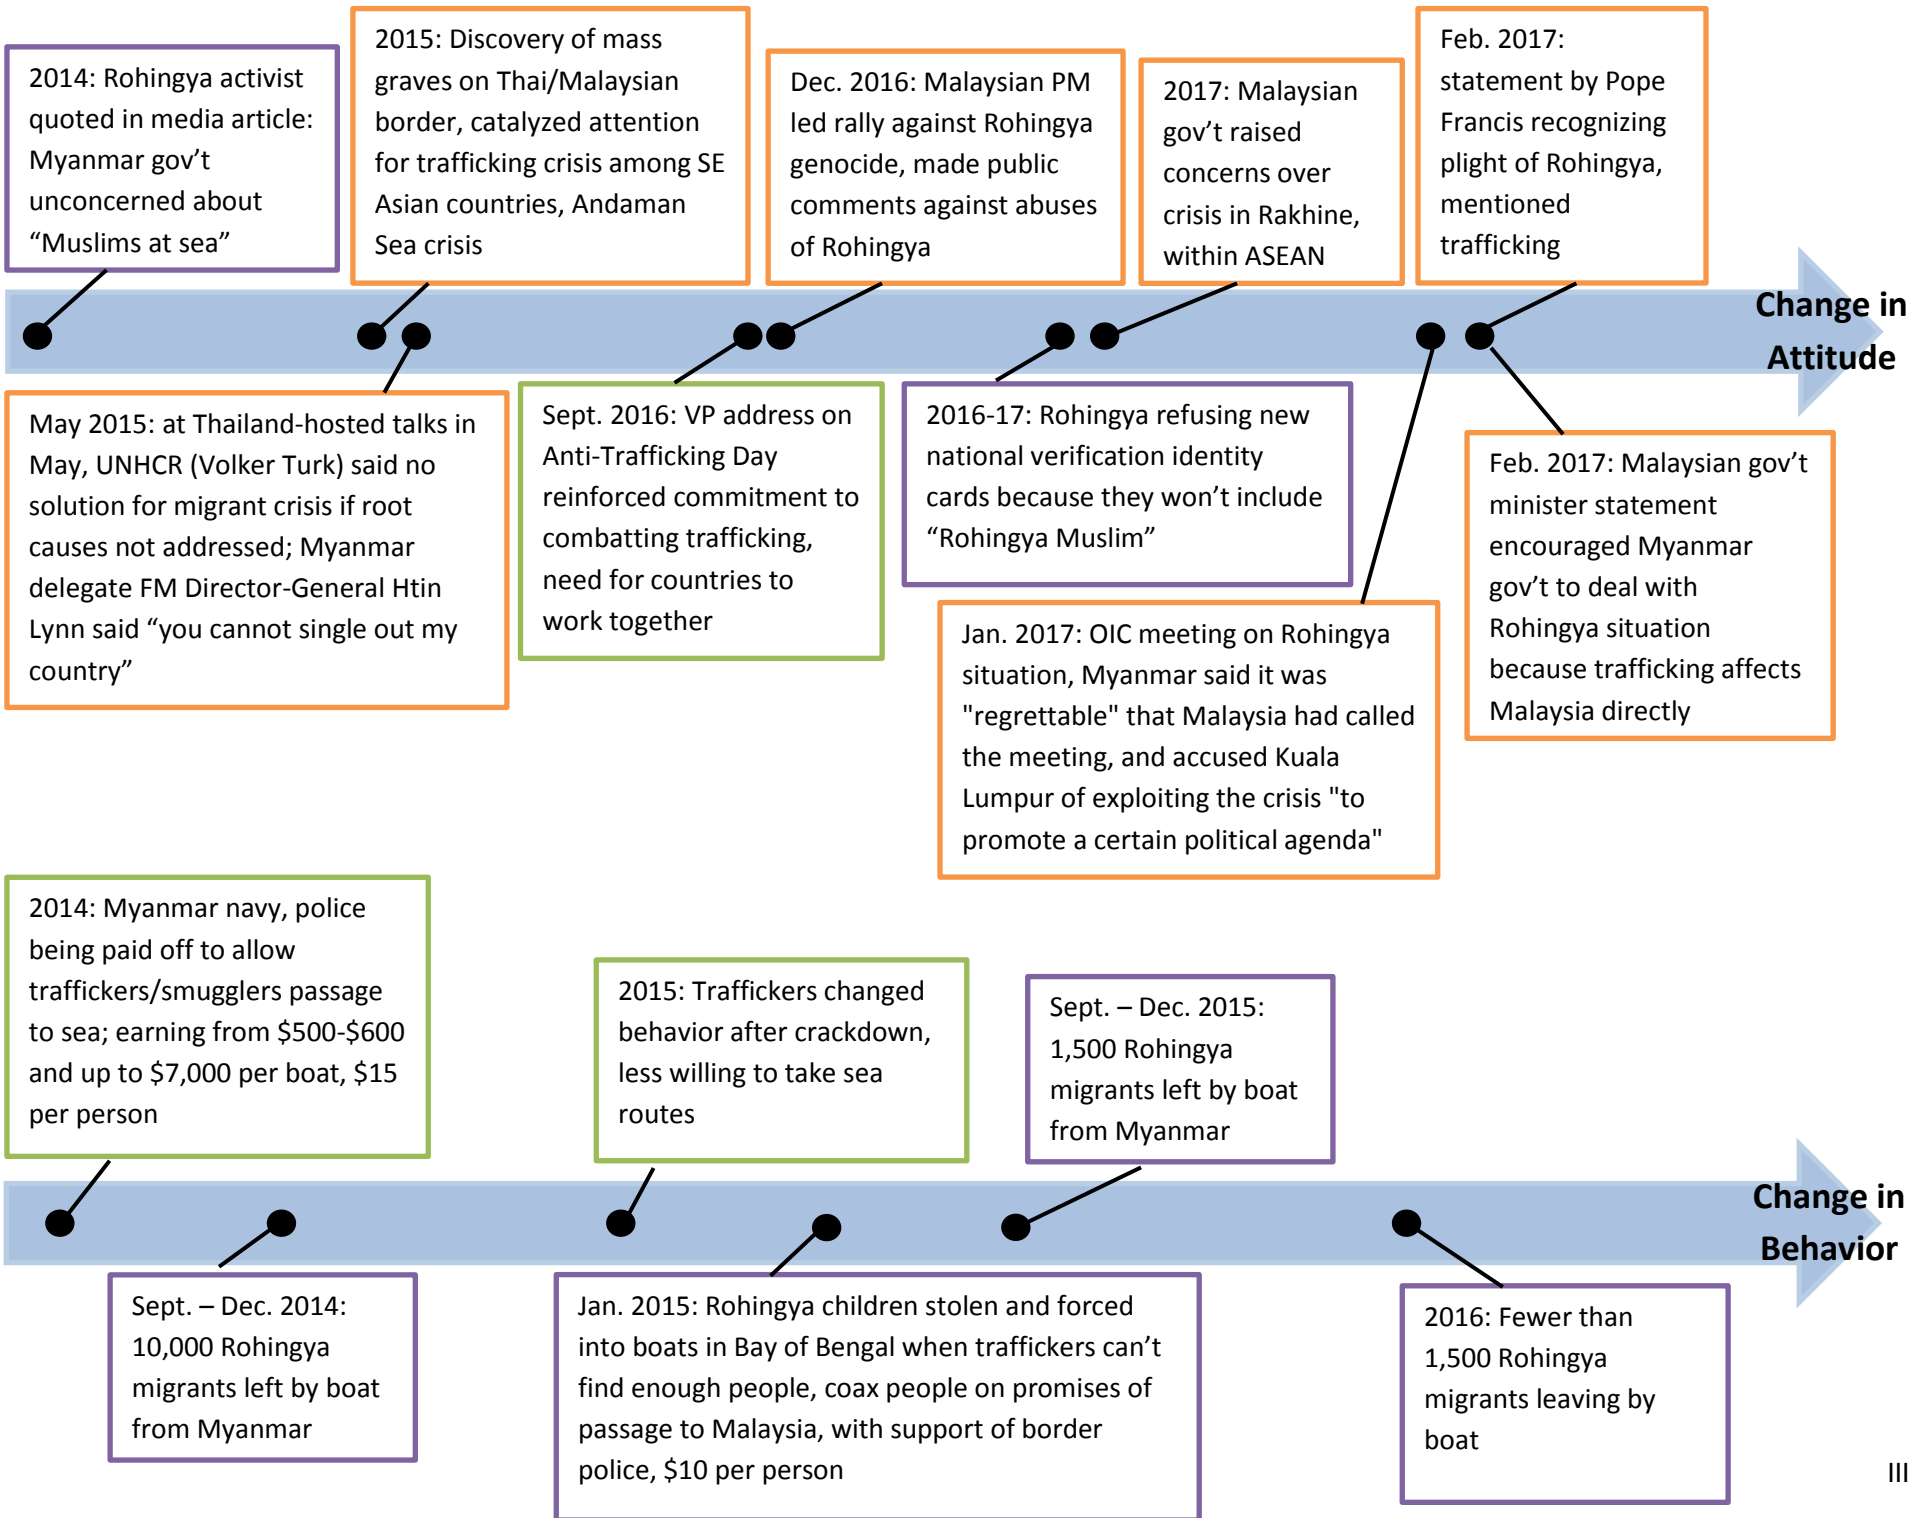 2014: Rohingya activist
quoted in media article:
Myanmar gov’t
unconcerned about
“Muslims at sea”
2015: Discovery of mass
graves on Thai/Malaysian
border, catalyzed attention
for trafficking crisis among SE
Asian countries, Andaman
Sea crisis
Dec. 2016: Malaysian PM
led rally against Rohingya
genocide, made public
comments against abuses
of Rohingya
2017: Malaysian
gov’t raised
concerns over
crisis in Rakhine,
within ASEAN
Feb. 2017:
statement by Pope
Francis recognizing
plight of Rohingya,
mentioned
trafficking
Change in
Attitude
May 2015: at Thailand-hosted talks in
May, UNHCR (Volker Turk) said no
solution for migrant crisis if root
causes not addressed; Myanmar
delegate FM Director-General Htin
Lynn said “you cannot single out my
country”
Sept. 2016: VP address on
Anti-Trafficking Day
reinforced commitment to
combatting trafficking,
need for countries to
work together
2016-17: Rohingya refusing new
national verification identity
cards because they won’t include
“Rohingya Muslim”
Jan. 2017: OIC meeting on Rohingya
situation, Myanmar said it was
"regrettable" that Malaysia had called
the meeting, and accused Kuala
Lumpur of exploiting the crisis "to
promote a certain political agenda"
Feb. 2017: Malaysian gov’t
minister statement
encouraged Myanmar
gov’t to deal with
Rohingya situation
because trafficking affects
Malaysia directly
2014: Myanmar navy, police
being paid off to allow
traffickers/smugglers passage
to sea; earning from $500-$600
and up to $7,000 per boat, $15
per person
2015: Traffickers changed
behavior after crackdown,
less willing to take sea
routes
Sept. – Dec. 2015:
1,500 Rohingya
migrants left by boat
from Myanmar
Change in
Behavior
Sept. – Dec. 2014:
10,000 Rohingya
migrants left by boat
from Myanmar
Jan. 2015: Rohingya children stolen and forced
into boats in Bay of Bengal when traffickers can’t
find enough people, coax people on promises of
passage to Malaysia, with support of border
police, $10 per person
2016: Fewer than
1,500 Rohingya
migrants leaving by
boat
III